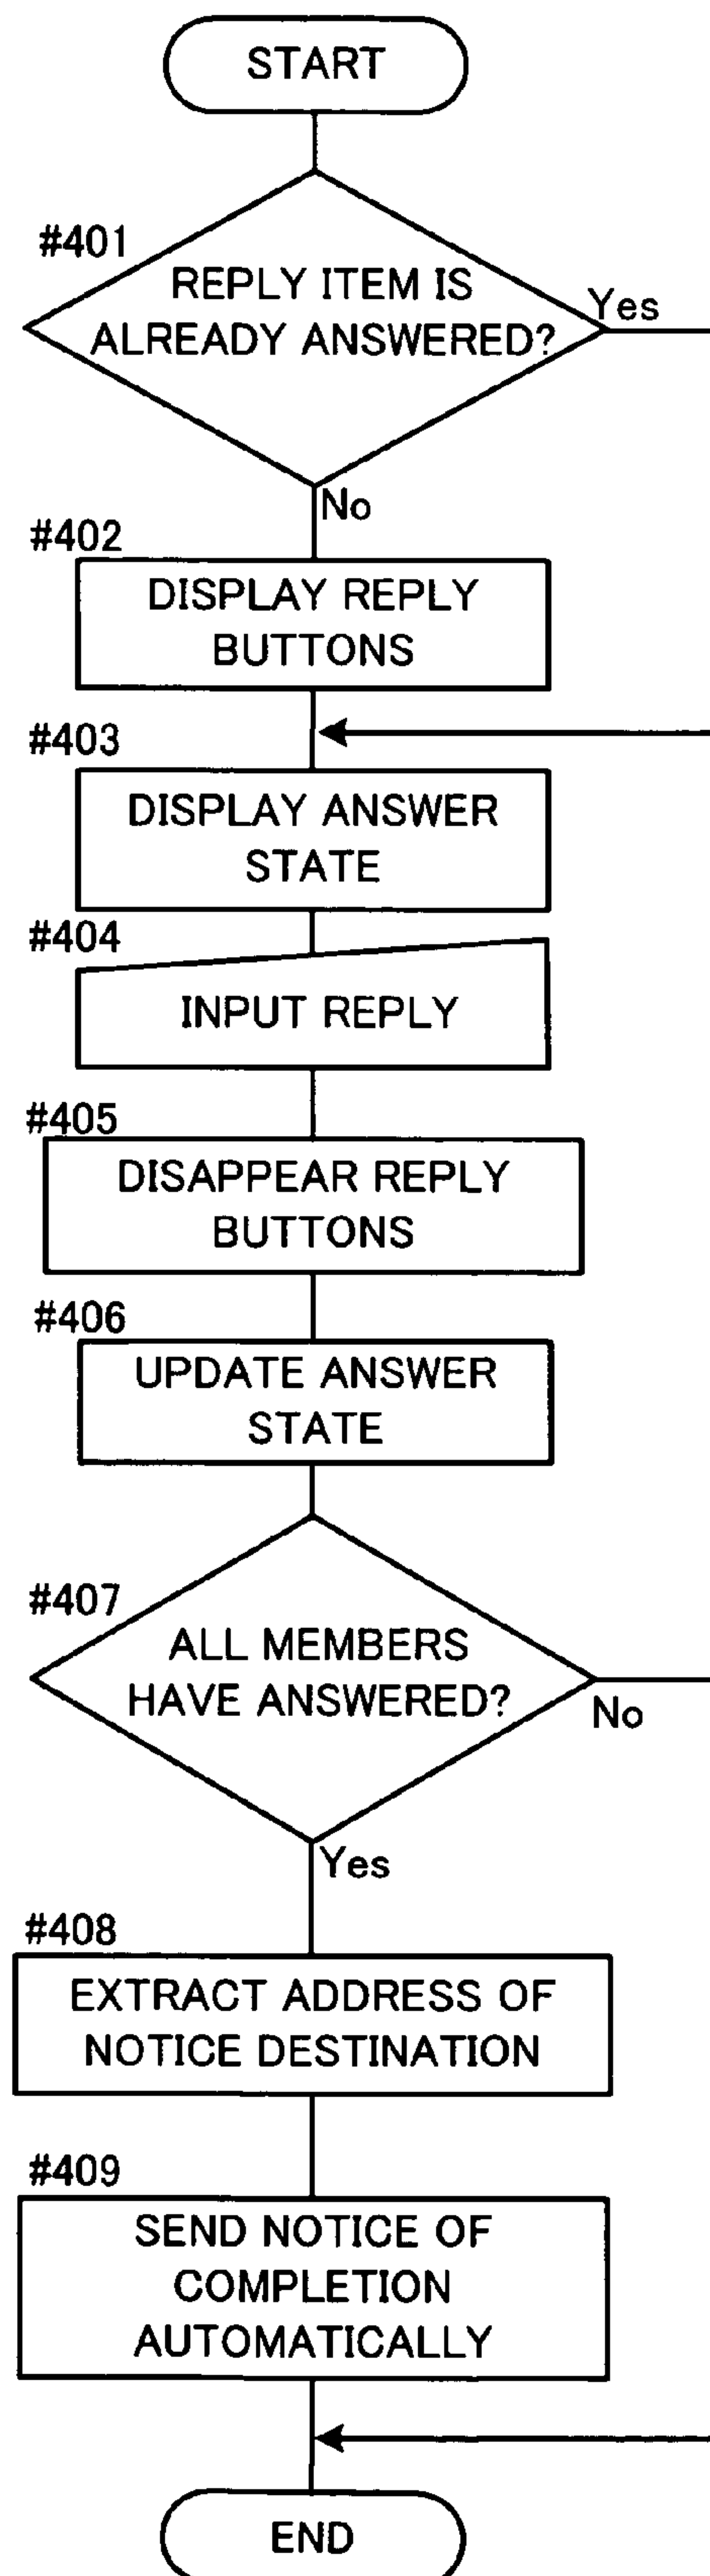 START
#401
REPLY ITEM IS
ALREADY ANSWERED?
Yes
No
#402
DISPLAY REPLY
BUTTONS
#403
DISPLAY ANSWER
STATE
#404
INPUT REPLY
#405
DISAPPEAR REPLY
BUTTONS
#406
UPDATE ANSWER
STATE
#407
ALL MEMBERS
HAVE ANSWERED?
No
Yes
#408
EXTRACT ADDRESS OF
NOTICE DESTINATION
#409
SEND NOTICE OF
COMPLETION
AUTOMATICALLY
END